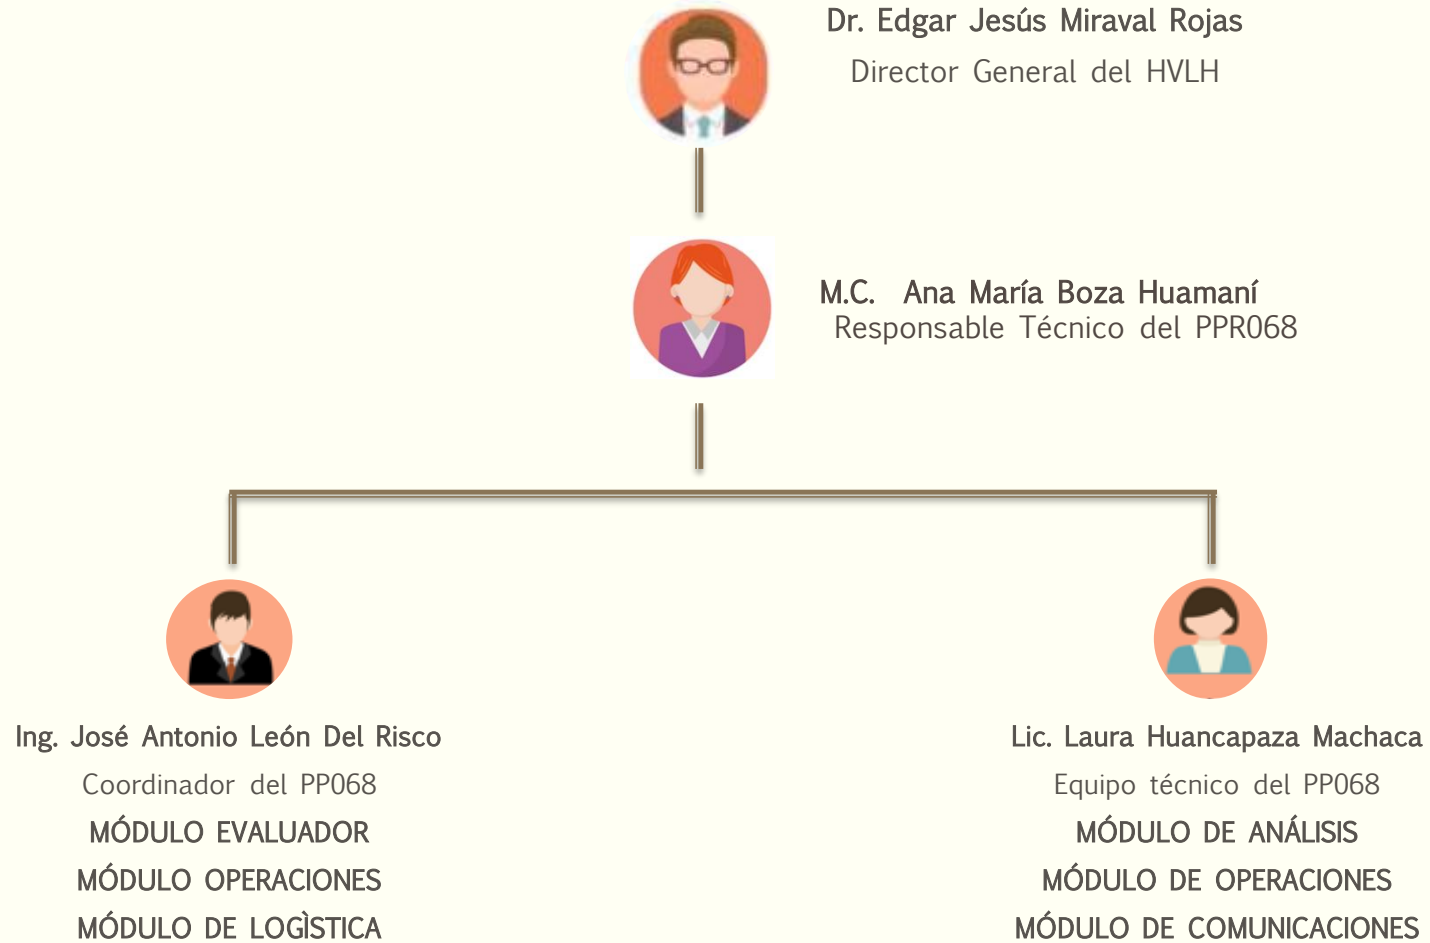 Dr. Edgar Jesús Miraval Rojas
Director General del HVLH
M.C. Ana María Boza Huamaní
Responsable Técnico del PPR068
Ing. José Antonio León Del Risco
Coordinador del PP068
MÓDULO EVALUADOR
MÓDULO OPERACIONES
MÓDULO DE LOGÌSTICA
Lic. Laura Huancapaza Machaca
Equipo técnico del PP068
MÓDULO DE ANÁLISIS
MÓDULO DE OPERACIONES
MÓDULO DE COMUNICACIONES